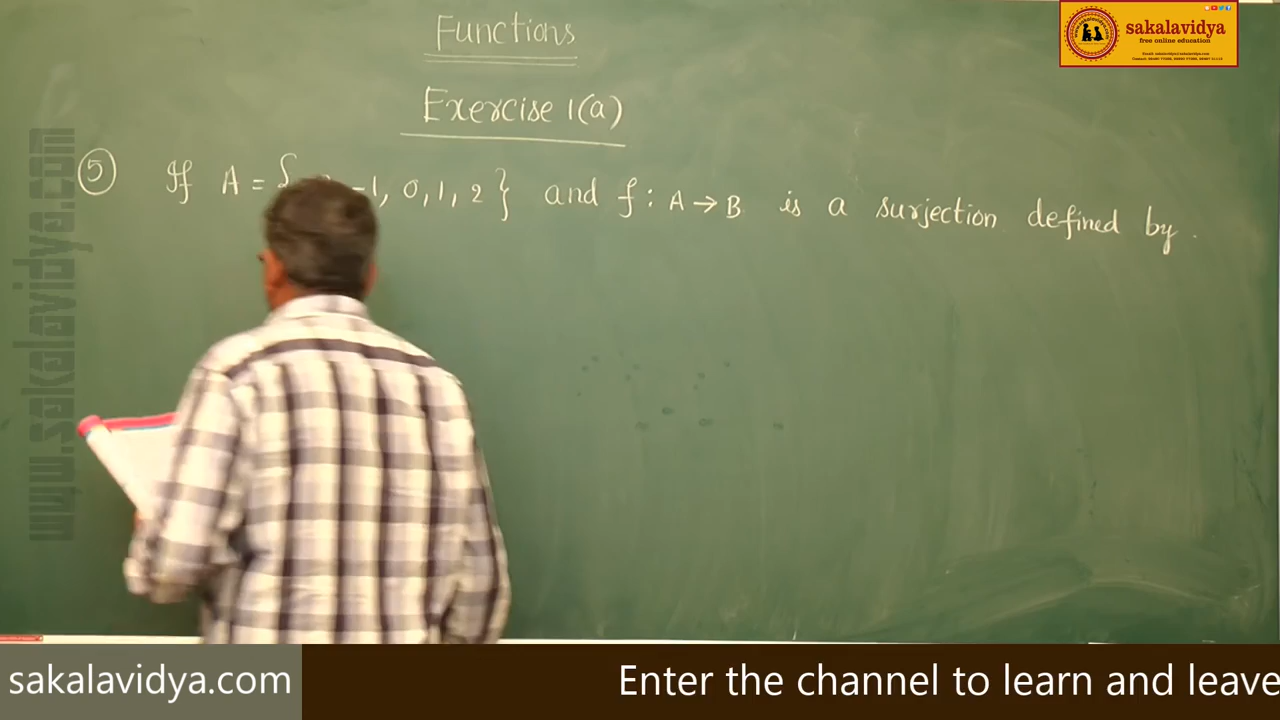 Functions
Exercise 1(a)
5 If A = { -1, 0, 1, 2 } and f : A → B is a surjection defined by.
sakalavidya
free online education
www.sakalavidya.com
sakalavidya.com
Enter the channel to learn and leave